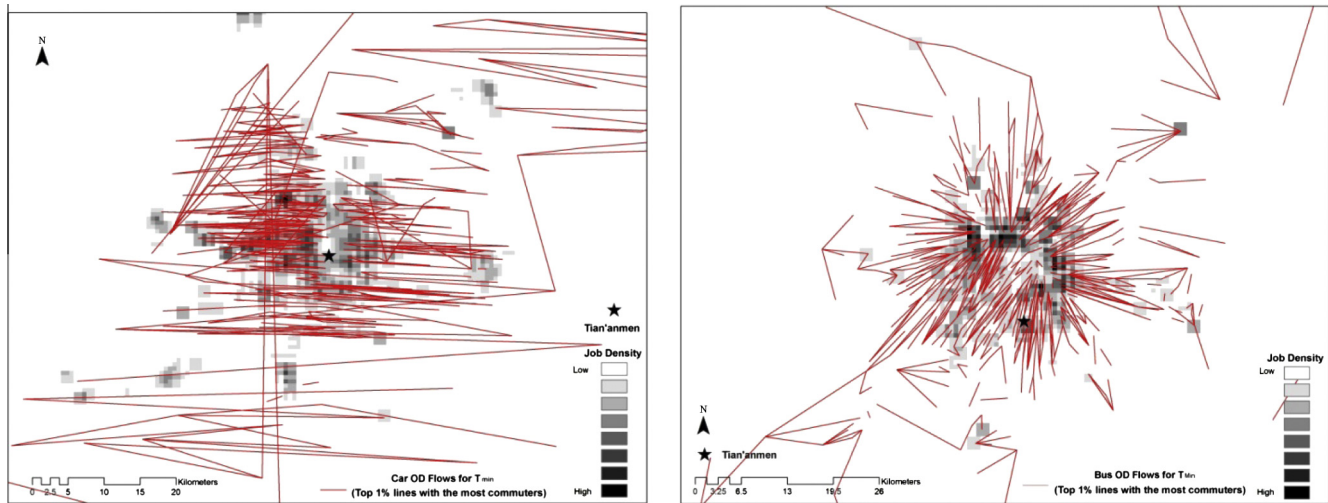 N
Tian'anmen
Job Density
Low
High
Kilometers
0 2.5 5 10 15 20
Car OD Flows for Tmin
(Top 1% lines with the most commuters)
Job Density
Low
High
N
Tian'anmen
Kilometers
0 3.25 6.5 13 19.5 26
Bus OD Flows for TMin
(Top 1% lines with the most commuters)